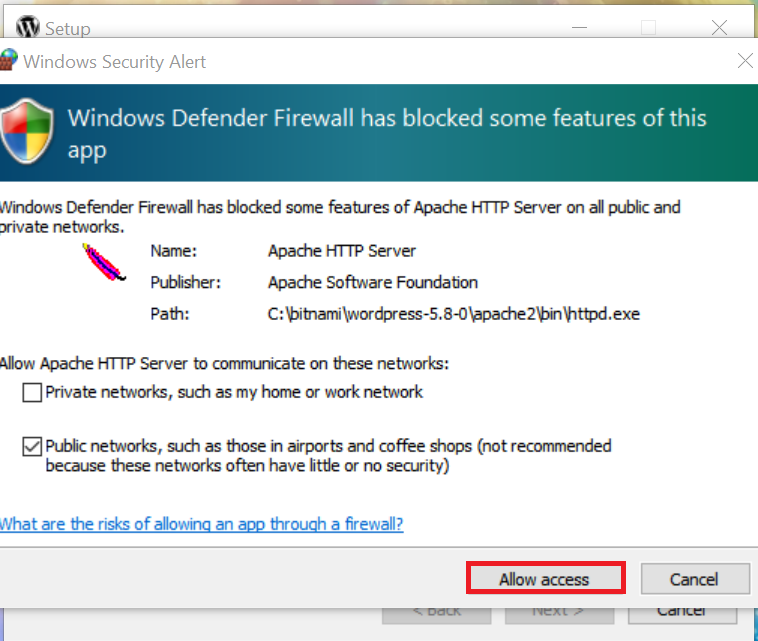 Setup
Windows Security Alert
Windows Defender Firewall has blocked some features of this
app
Windows Defender Firewall has blocked some features of Apache HTTP Server on all public and
private networks.
Name: Apache HTTP Server
Publisher: Apache Software Foundation
Path: C:\bitnami\wordpress-5.8-0\apache2\bin\httpd.exe
Allow Apache HTTP Server to communicate on these networks:
Private networks, such as my home or work network
Public networks, such as those in airports and coffee shops (not recommended
because these networks often have little or no security)
What are the risks of allowing an app through a firewall?
Allow access Cancel
< Back Next > Cancel